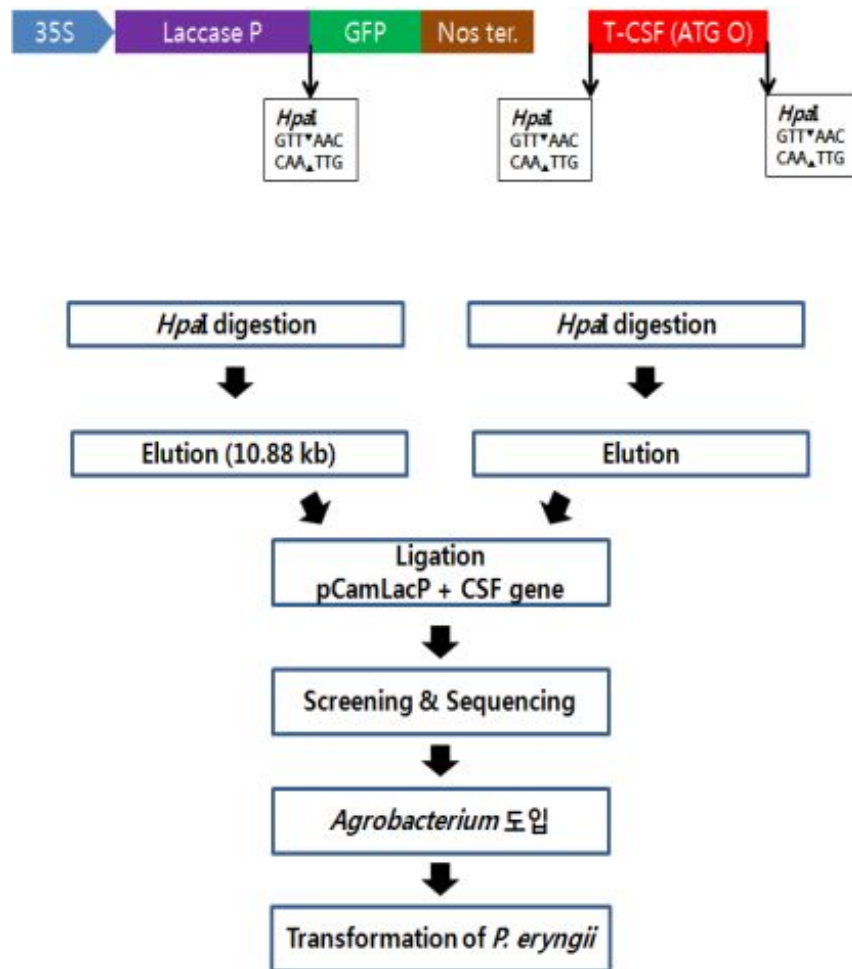 35S Laccase P GFP Nos ter. T-CSF (ATG O)
HpaI HpaI HpaI
GTT▼AAC GTT▼AAC GTT▼AAC
CAA▲TTG CAA▲TTG CAA▲TTG
HpaI digestion HpaI digestion
Elution (10.88 kb) Elution
Ligation
pCamLacP + CSF gene
Screening & Sequencing
Agrobacterium 도입
Transformation of P. eryngii